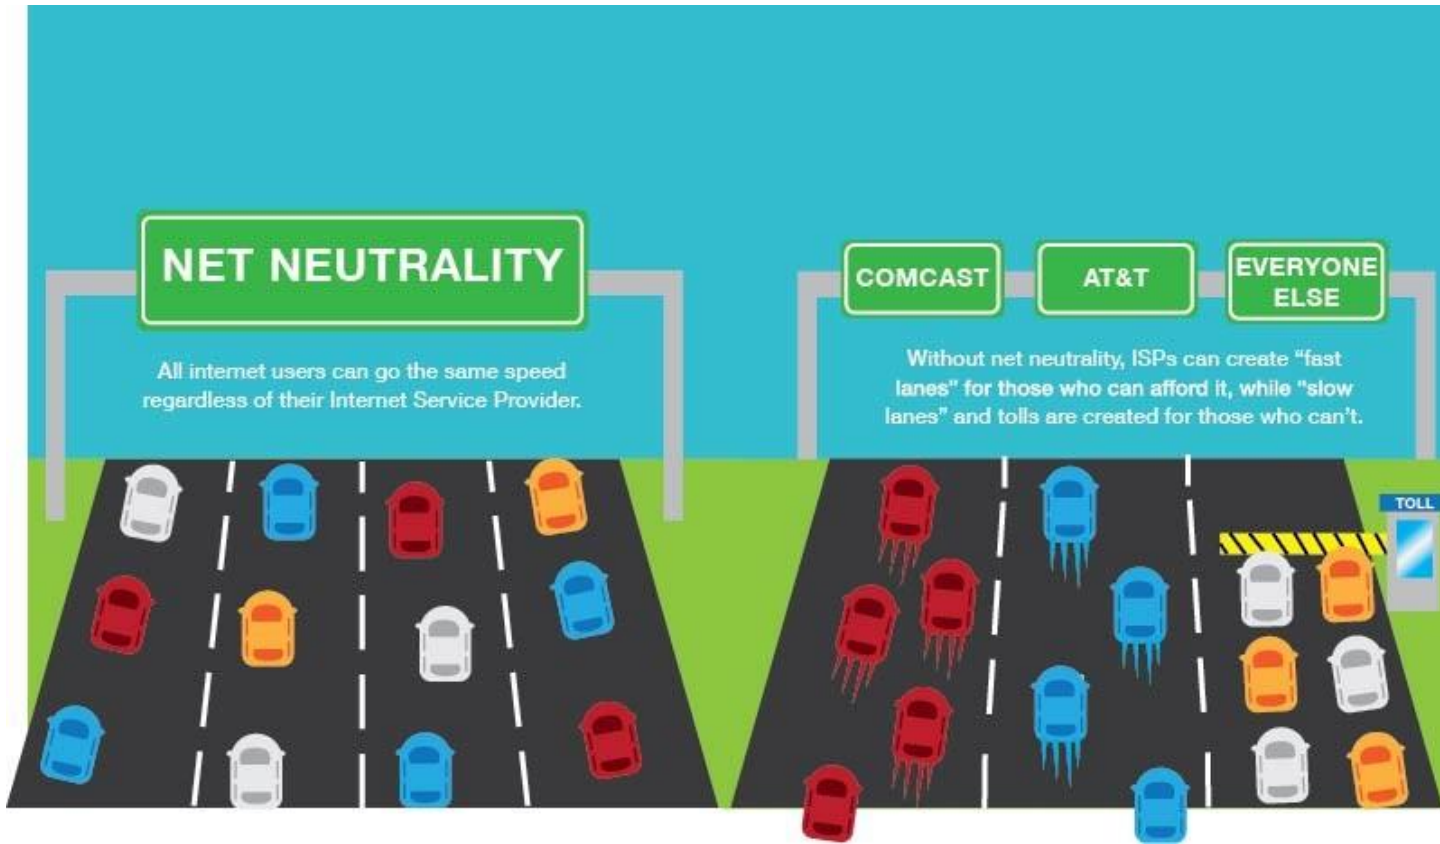 NET NEUTRALITY
All internet users can go the same speed
regardless of their Internet Service Provider.
COMCAST
AT&T
EVERYONE
ELSE
Without net neutrality, ISPs can create “fast
lanes” for those who can afford it, while “slow
lanes” and tolls are created for those who can’t.
TOLL